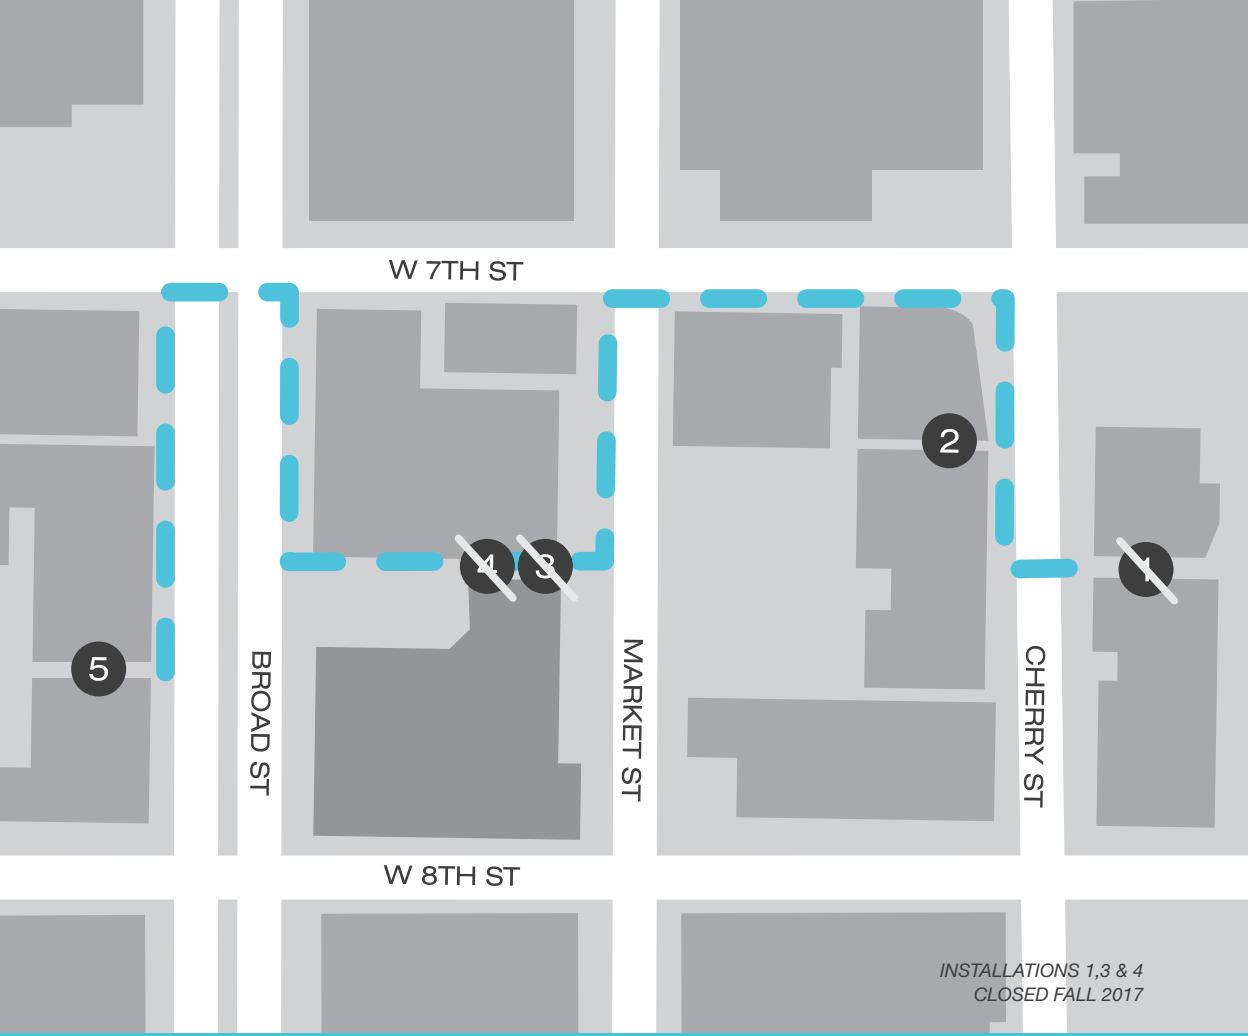 W 7TH ST
2
4
3
1
5
BROAD ST
MARKET ST
CHERRY ST
W 8TH ST
INSTALLATIONS 1,3 & 4
CLOSED FALL 2017